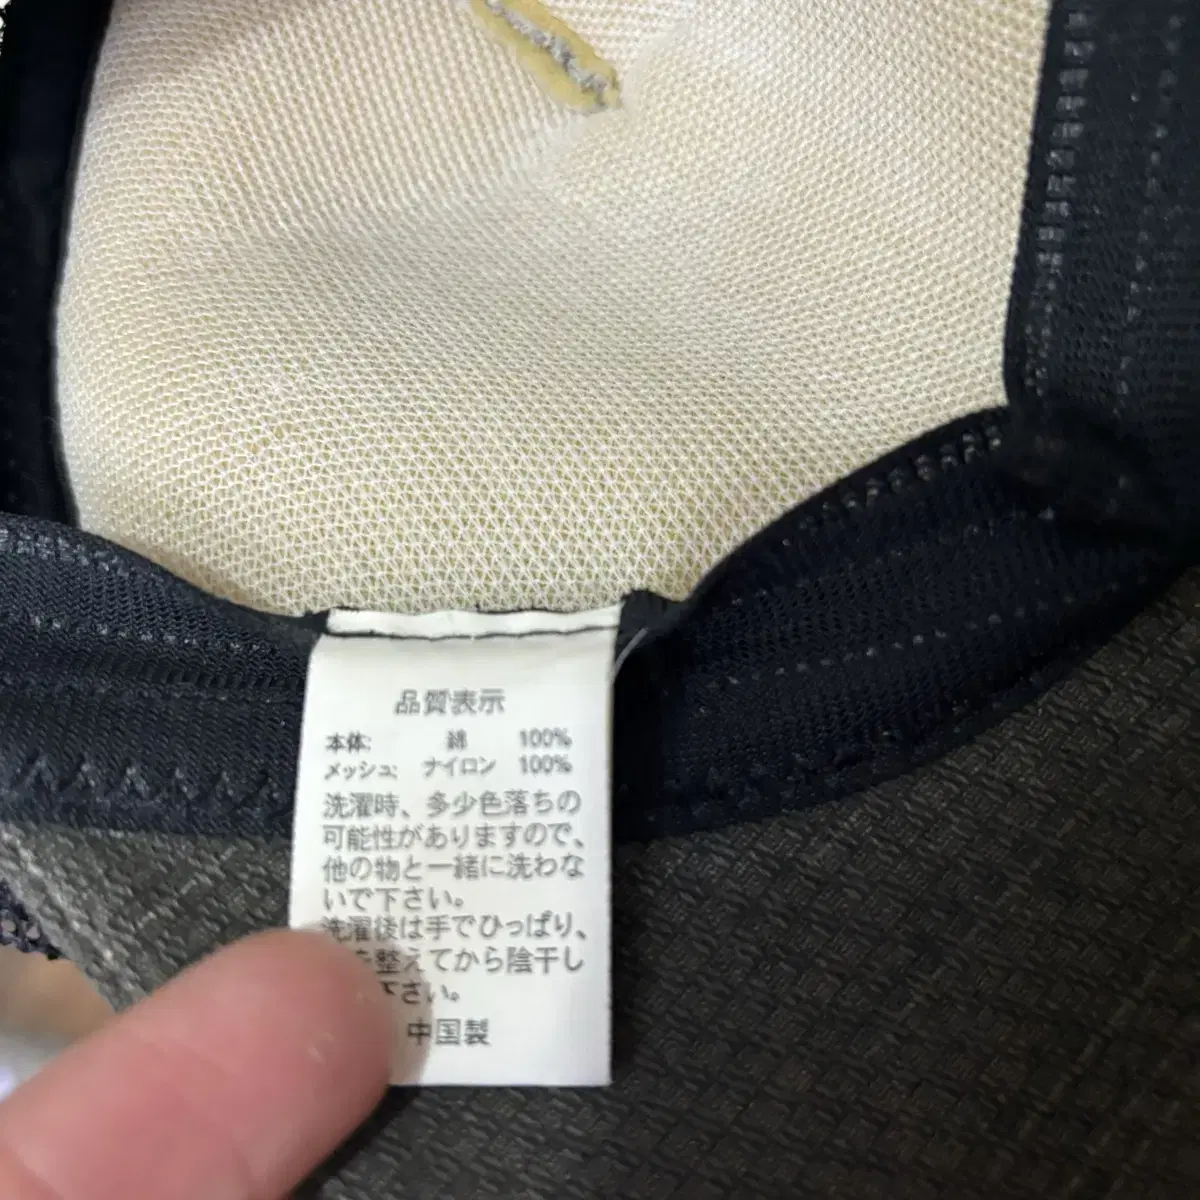 品質表示
本体: 綿 100%
メッシュ: ナイロン 100%
洗濯時、多少色落ちの
可能性がありますので、
他の物と一緒に洗わな
いで下さい。
洗濯後は手でひっぱり、
を整えてから陰干し
下さい。
中国製